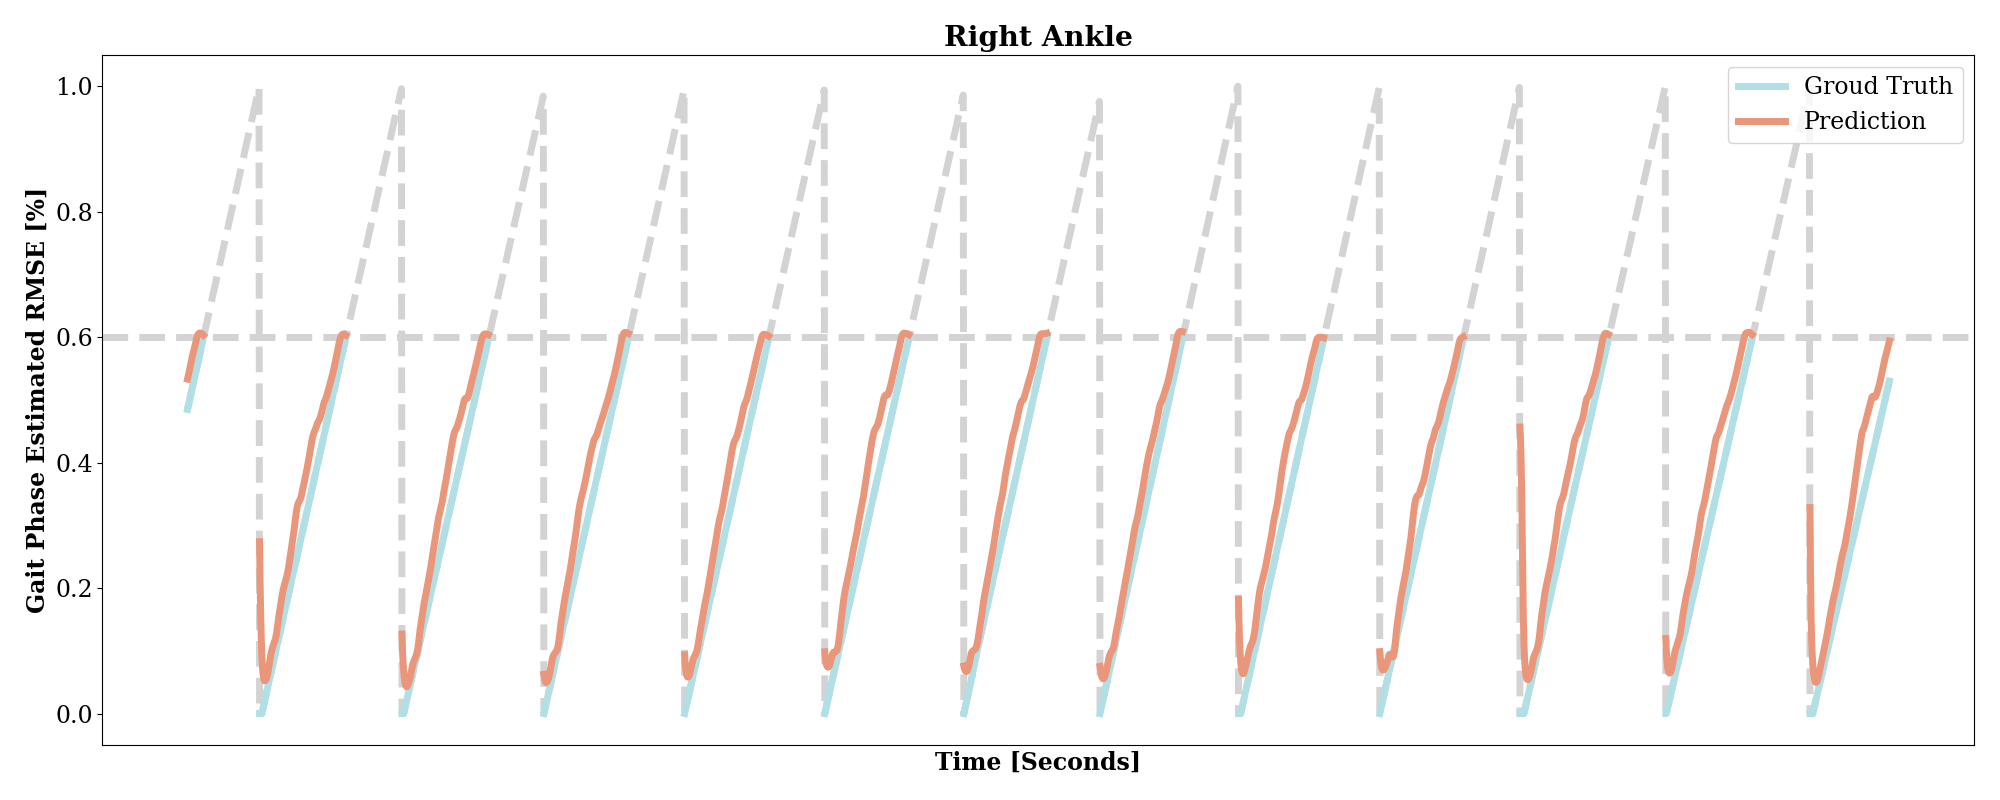 Right Ankle
Groud Truth
Prediction
Gait Phase Estimated RMSE [%]
1.0
0.8
0.6
0.4
0.2
0.0
Time [Seconds]